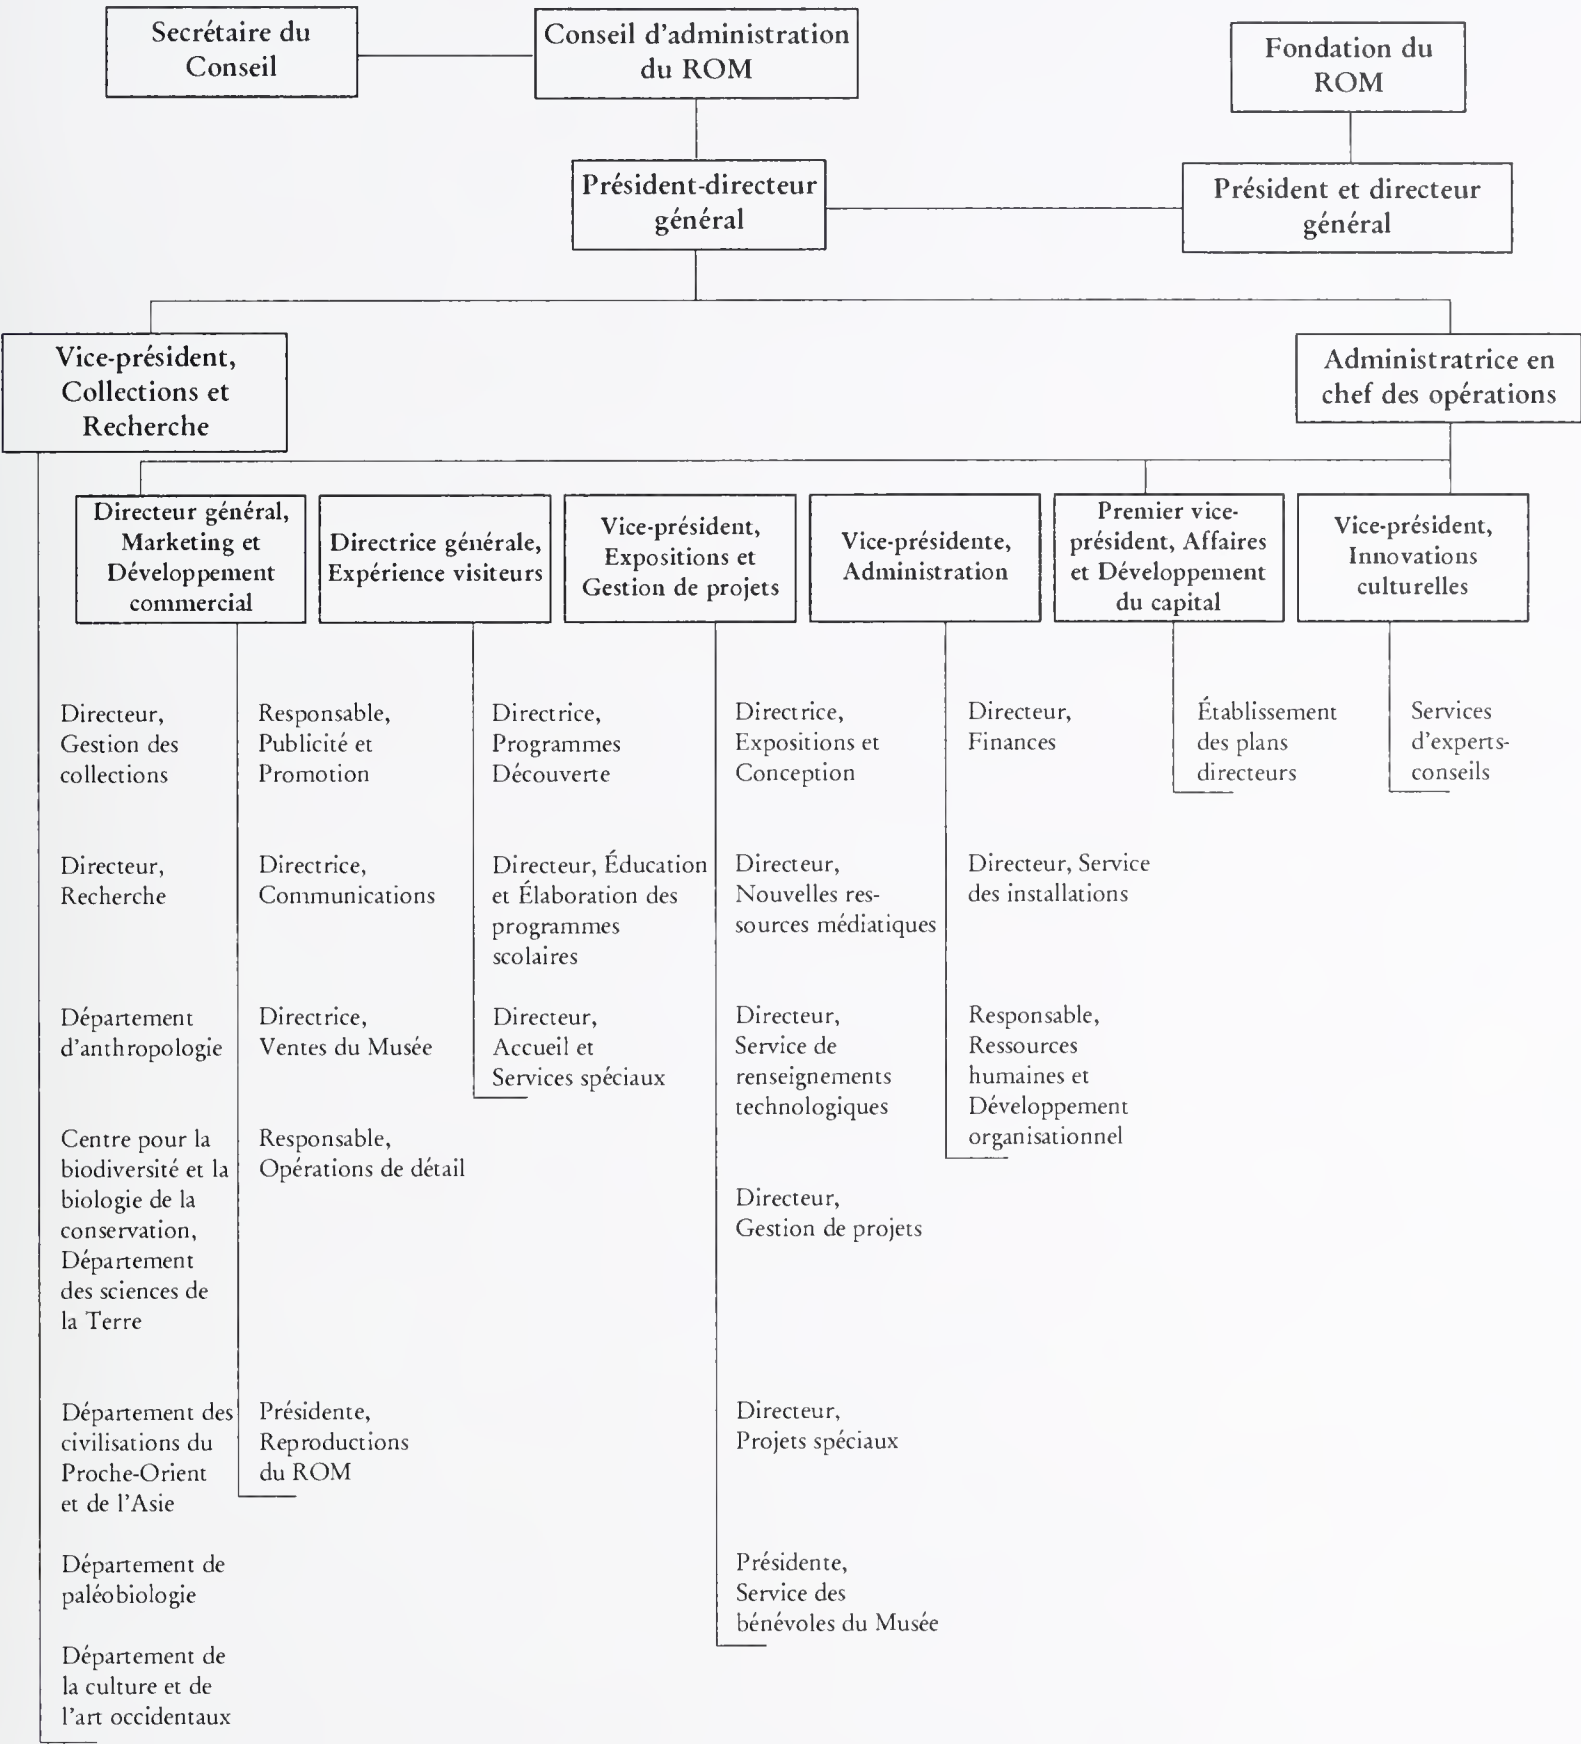 Secrétaire du
Conseil
Conseil d'administration
du ROM
Fondation du
ROM
Président-directeur
général
Président et directeur
général
Vice-président,
Collections et
Recherche
Administratrice en
chef des opérations
Directeur général,
Marketing et
Développement
commercial
Directrice générale,
Expérience visiteurs
Vice-président,
Expositions et
Gestion de projets
Vice-présidente,
Administration
Premier vice-
président, Affaires
et Développement
du capital
Vice-président,
Innovations
culturelles
Directeur,
Gestion des
collections
Directeur,
Recherche
Département
d'anthropologie
Centre pour la
biodiversité et la
biologie de la
conservation,
Département
des sciences de
la Terre
Département des
civilisations du
Proche-Orient
et de l'Asie
Département de
paléobiologie
Département de
la culture et de
l'art occidentaux
Responsable,
Publicité et
Promotion
Directrice,
Communications
Directrice,
Ventes du Musée
Responsable,
Opérations de détail
Présidente,
Reproductions
du ROM
Directrice,
Programmes
Découverte
Directeur, Éducation
et Élaboration des
programmes
scolaires
Directeur,
Accueil et
Services spéciaux
Directrice,
Expositions et
Conception
Directeur,
Nouvelles res-
sources médiatiques
Directeur,
Service de
renseignements
technologiques
Directeur,
Gestion de projets
Directeur,
Projets spéciaux
Présidente,
Service des
bénévoles du Musée
Directeur,
Finances
Directeur, Service
des installations
Responsable,
Ressources
humaines et
Développement
organisationnel
Établissement
des plans
directeurs
Services
d'experts-
conseils